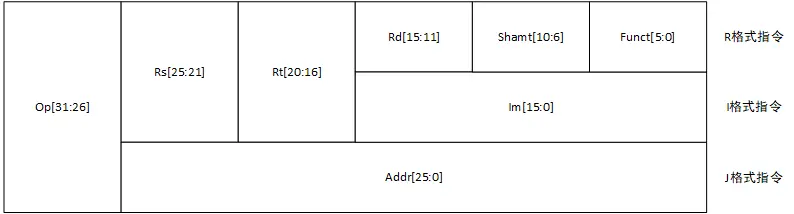 Rd[15:11] Shamt[10:6] Funct[5:0] R格式指令
Rs[25:21] Rt[20:16]
Op[31:26] Im[15:0] I格式指令
Addr[25:0] J格式指令